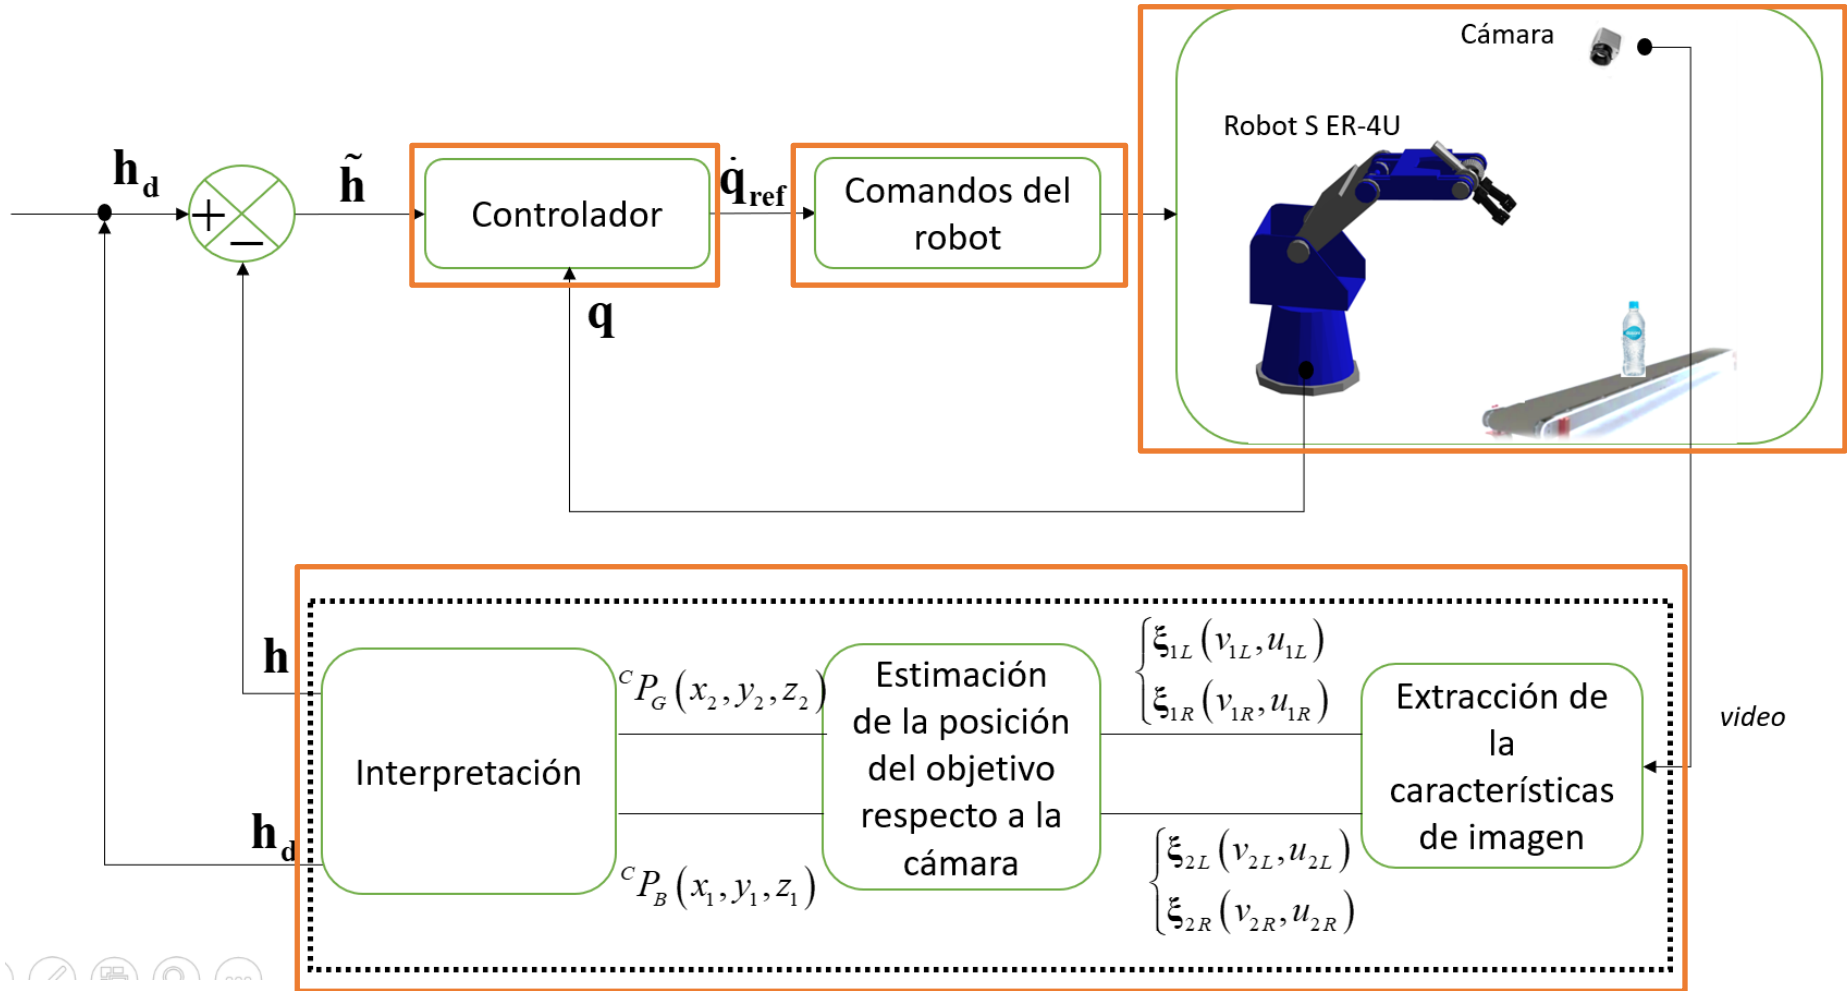 Cámara
Robot S ER-4U
h_d
+
−
h̃
Controlador
q̇_ref
Comandos del
robot
q
h
h_d
Interpretación
^C P_G (x_2, y_2, z_2)
^C P_B (x_1, y_1, z_1)
Estimación
de la posición
del objetivo
respecto a la
cámara
ξ_1L (v_1L, u_1L)
ξ_1R (v_1R, u_1R)
ξ_2L (v_2L, u_2L)
ξ_2R (v_2R, u_2R)
Extracción de
la
características
de imagen
video